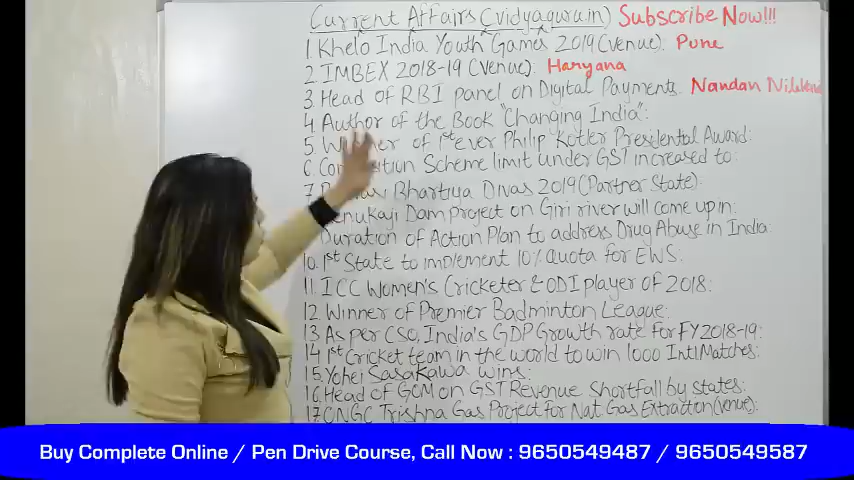 Current Affairs (vidyaguru.in) Subscribe Now!!!
1. Khelo India Youth Games 2019 (Venue): Pune
2. IMBEX 2018-19 (Venue): Haryana
3. Head of RBI panel on Digital Payments: Nandan Nilekani
4. Author of the Book "Changing India":
5. of 1st ever Philip Kotler Presidential Award:
6. Scheme limit under GST increased to:
7. Bhartiya Divas 2019 (Partner State):
Dam project on Giri river will come up in:
Duration of Action Plan to address Drug Abuse in India:
10. 1st State to implement 10% quota for EWS:
11. ICC Women's Cricketer & ODI player of 2018:
12. Winner of Premier Badminton League:
13. As per CSO, India's GDP Growth rate for FY 2018-19:
14. 1st Cricket team in the world to win 1000 Intl Matches:
15. Yohei Sasakawa wins:
16. Head of GOM on GST Revenue Shortfall by states:
17. ONGC Trishna Gas Project for Nat Gas Extraction (venue):
Buy Complete Online / Pen Drive Course, Call Now : 9650549487 / 9650549587